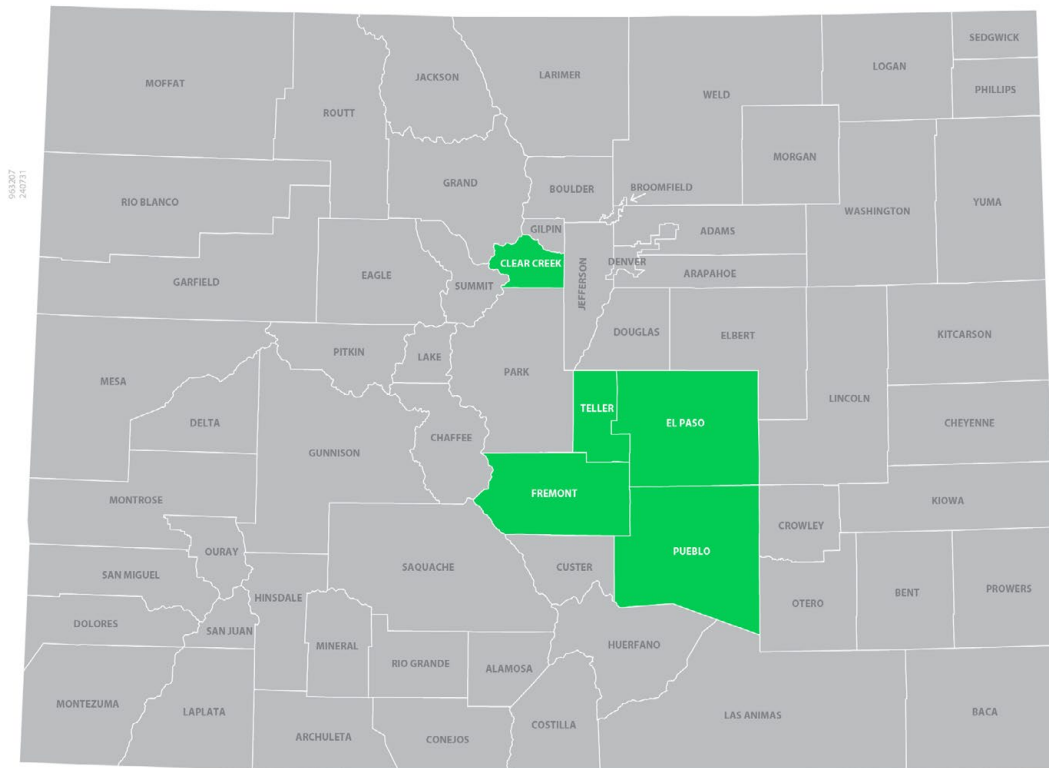 SEDGWICK
LOGAN
JACKSON
LARIMER
MOFFAT
PHILLIPS
WELD
ROUTT
MORGAN
963207
240731
GRAND
BOULDER
BROOMFIELD
RIO BLANCO
YUMA
WASHINGTON
GILPIN
ADAMS
CLEAR CREEK
DENVER
ARAPAHOE
EAGLE
GARFIELD
SUMMIT
JEFFERSON
DOUGLAS
ELBERT
KITCARSON
PITKIN
LAKE
PARK
MESA
LINCOLN
TELLER
DELTA
EL PASO
CHEYENNE
CHAFFEE
GUNNISON
FREMONT
MONTROSE
KIOWA
CROWLEY
OURAY
PUEBLO
SAQUACHE
CUSTER
SAN MIGUEL
PROWERS
BENT
HINSDALE
OTERO
DOLORES
SAN JUAN
MINERAL
HUERFANO
RIO GRANDE
ALAMOSA
MONTEZUMA
LAPLATA
LAS ANIMAS
BACA
COSTILLA
ARCHULETA
CONEJOS